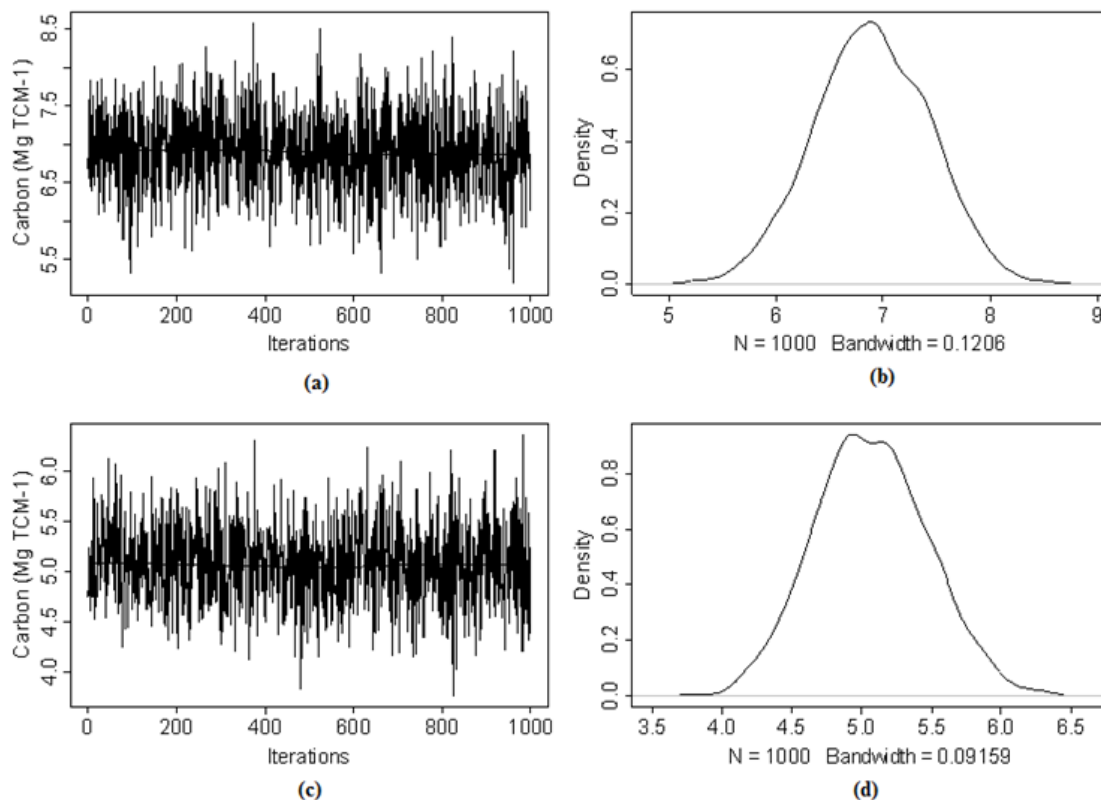 Carbon (Mg TCM-1)
8.5
7.5
6.5
5.5
0 200 400 600 800 1000
Iterations
(a)
Density
0.6
0.4
0.2
0.0
5 6 7 8 9
N = 1000 Bandwidth = 0.1206
(b)
Carbon (Mg TCM-1)
6.0
5.5
5.0
4.5
4.0
0 200 400 600 800 1000
Iterations
(c)
Density
0.8
0.6
0.4
0.2
0.0
3.5 4.0 4.5 5.0 5.5 6.0 6.5
N = 1000 Bandwidth = 0.09159
(d)